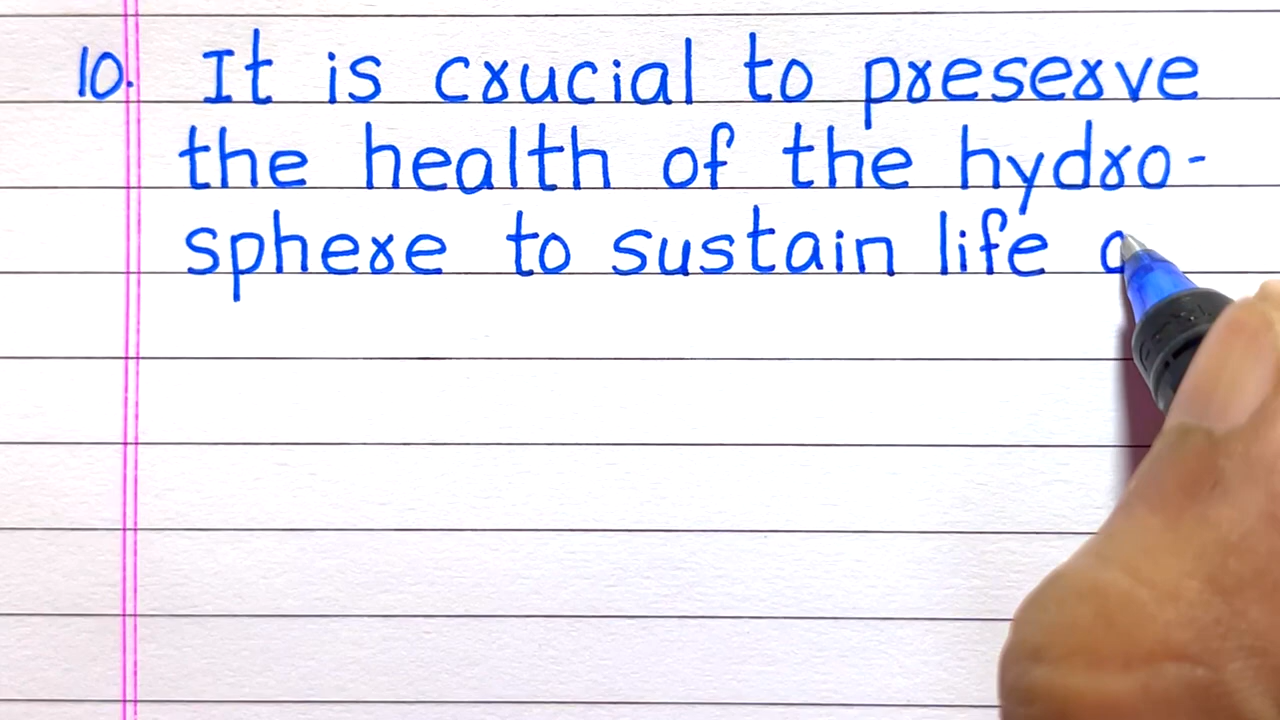 10. It is crucial to preserve
the health of the hydro-
sphere to sustain life